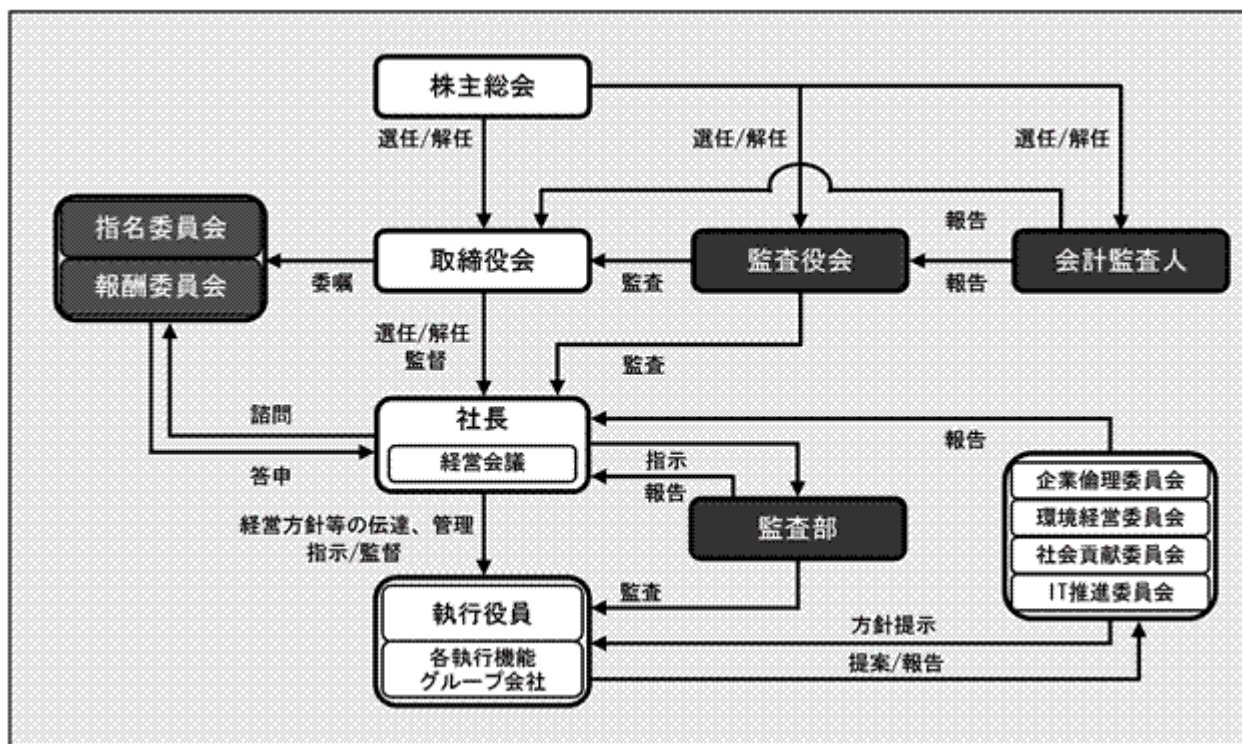 株主総会
選任/解任
選任/解任
選任/解任
指名委員会
報酬委員会
委嘱
取締役会
監査
監査役会
報告
報告
会計監査人
選任/解任
監督
監査
諮問
答申
社長
経営会議
指示
報告
監査部
報告
企業倫理委員会
環境経営委員会
社会貢献委員会
IT推進委員会
経営方針等の伝達、管理
指示/監督
執行役員
各執行機能
グループ会社
監査
方針提示
提案/報告